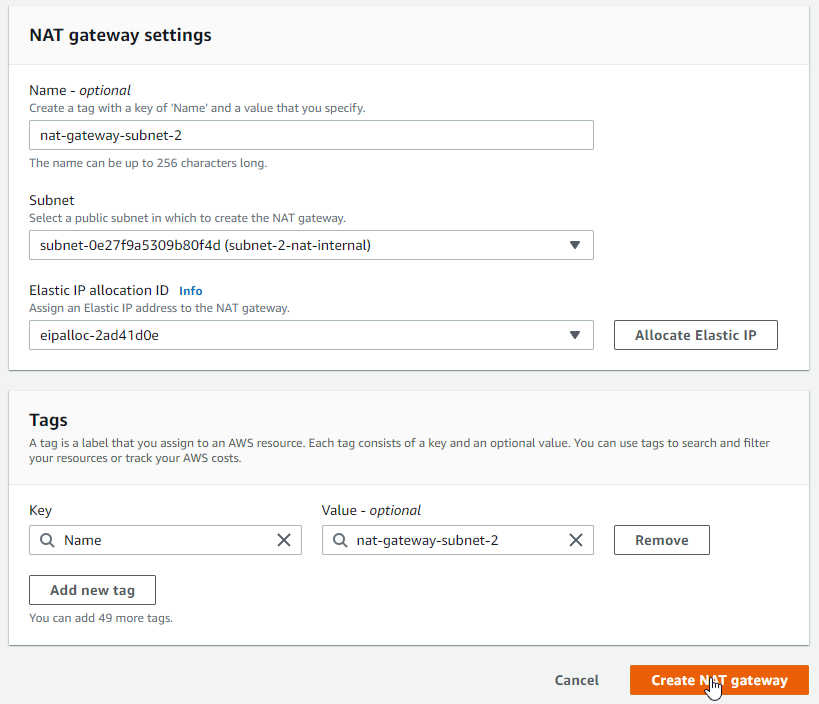 NAT gateway settings
Name - optional
Create a tag with a key of 'Name' and a value that you specify.
nat-gateway-subnet-2
The name can be up to 256 characters long.
Subnet
Select a public subnet in which to create the NAT gateway.
subnet-0e27f9a5309b80f4d (subnet-2-nat-internal)
Elastic IP allocation ID Info
Assign an Elastic IP address to the NAT gateway.
eipalloc-2ad41d0e
Allocate Elastic IP
Tags
A tag is a label that you assign to an AWS resource. Each tag consists of a key and an optional value. You can use tags to search and filter
your resources or track your AWS costs.
Key
Value - optional
Name
nat-gateway-subnet-2
Remove
Add new tag
You can add 49 more tags.
Cancel
Create NAT gateway